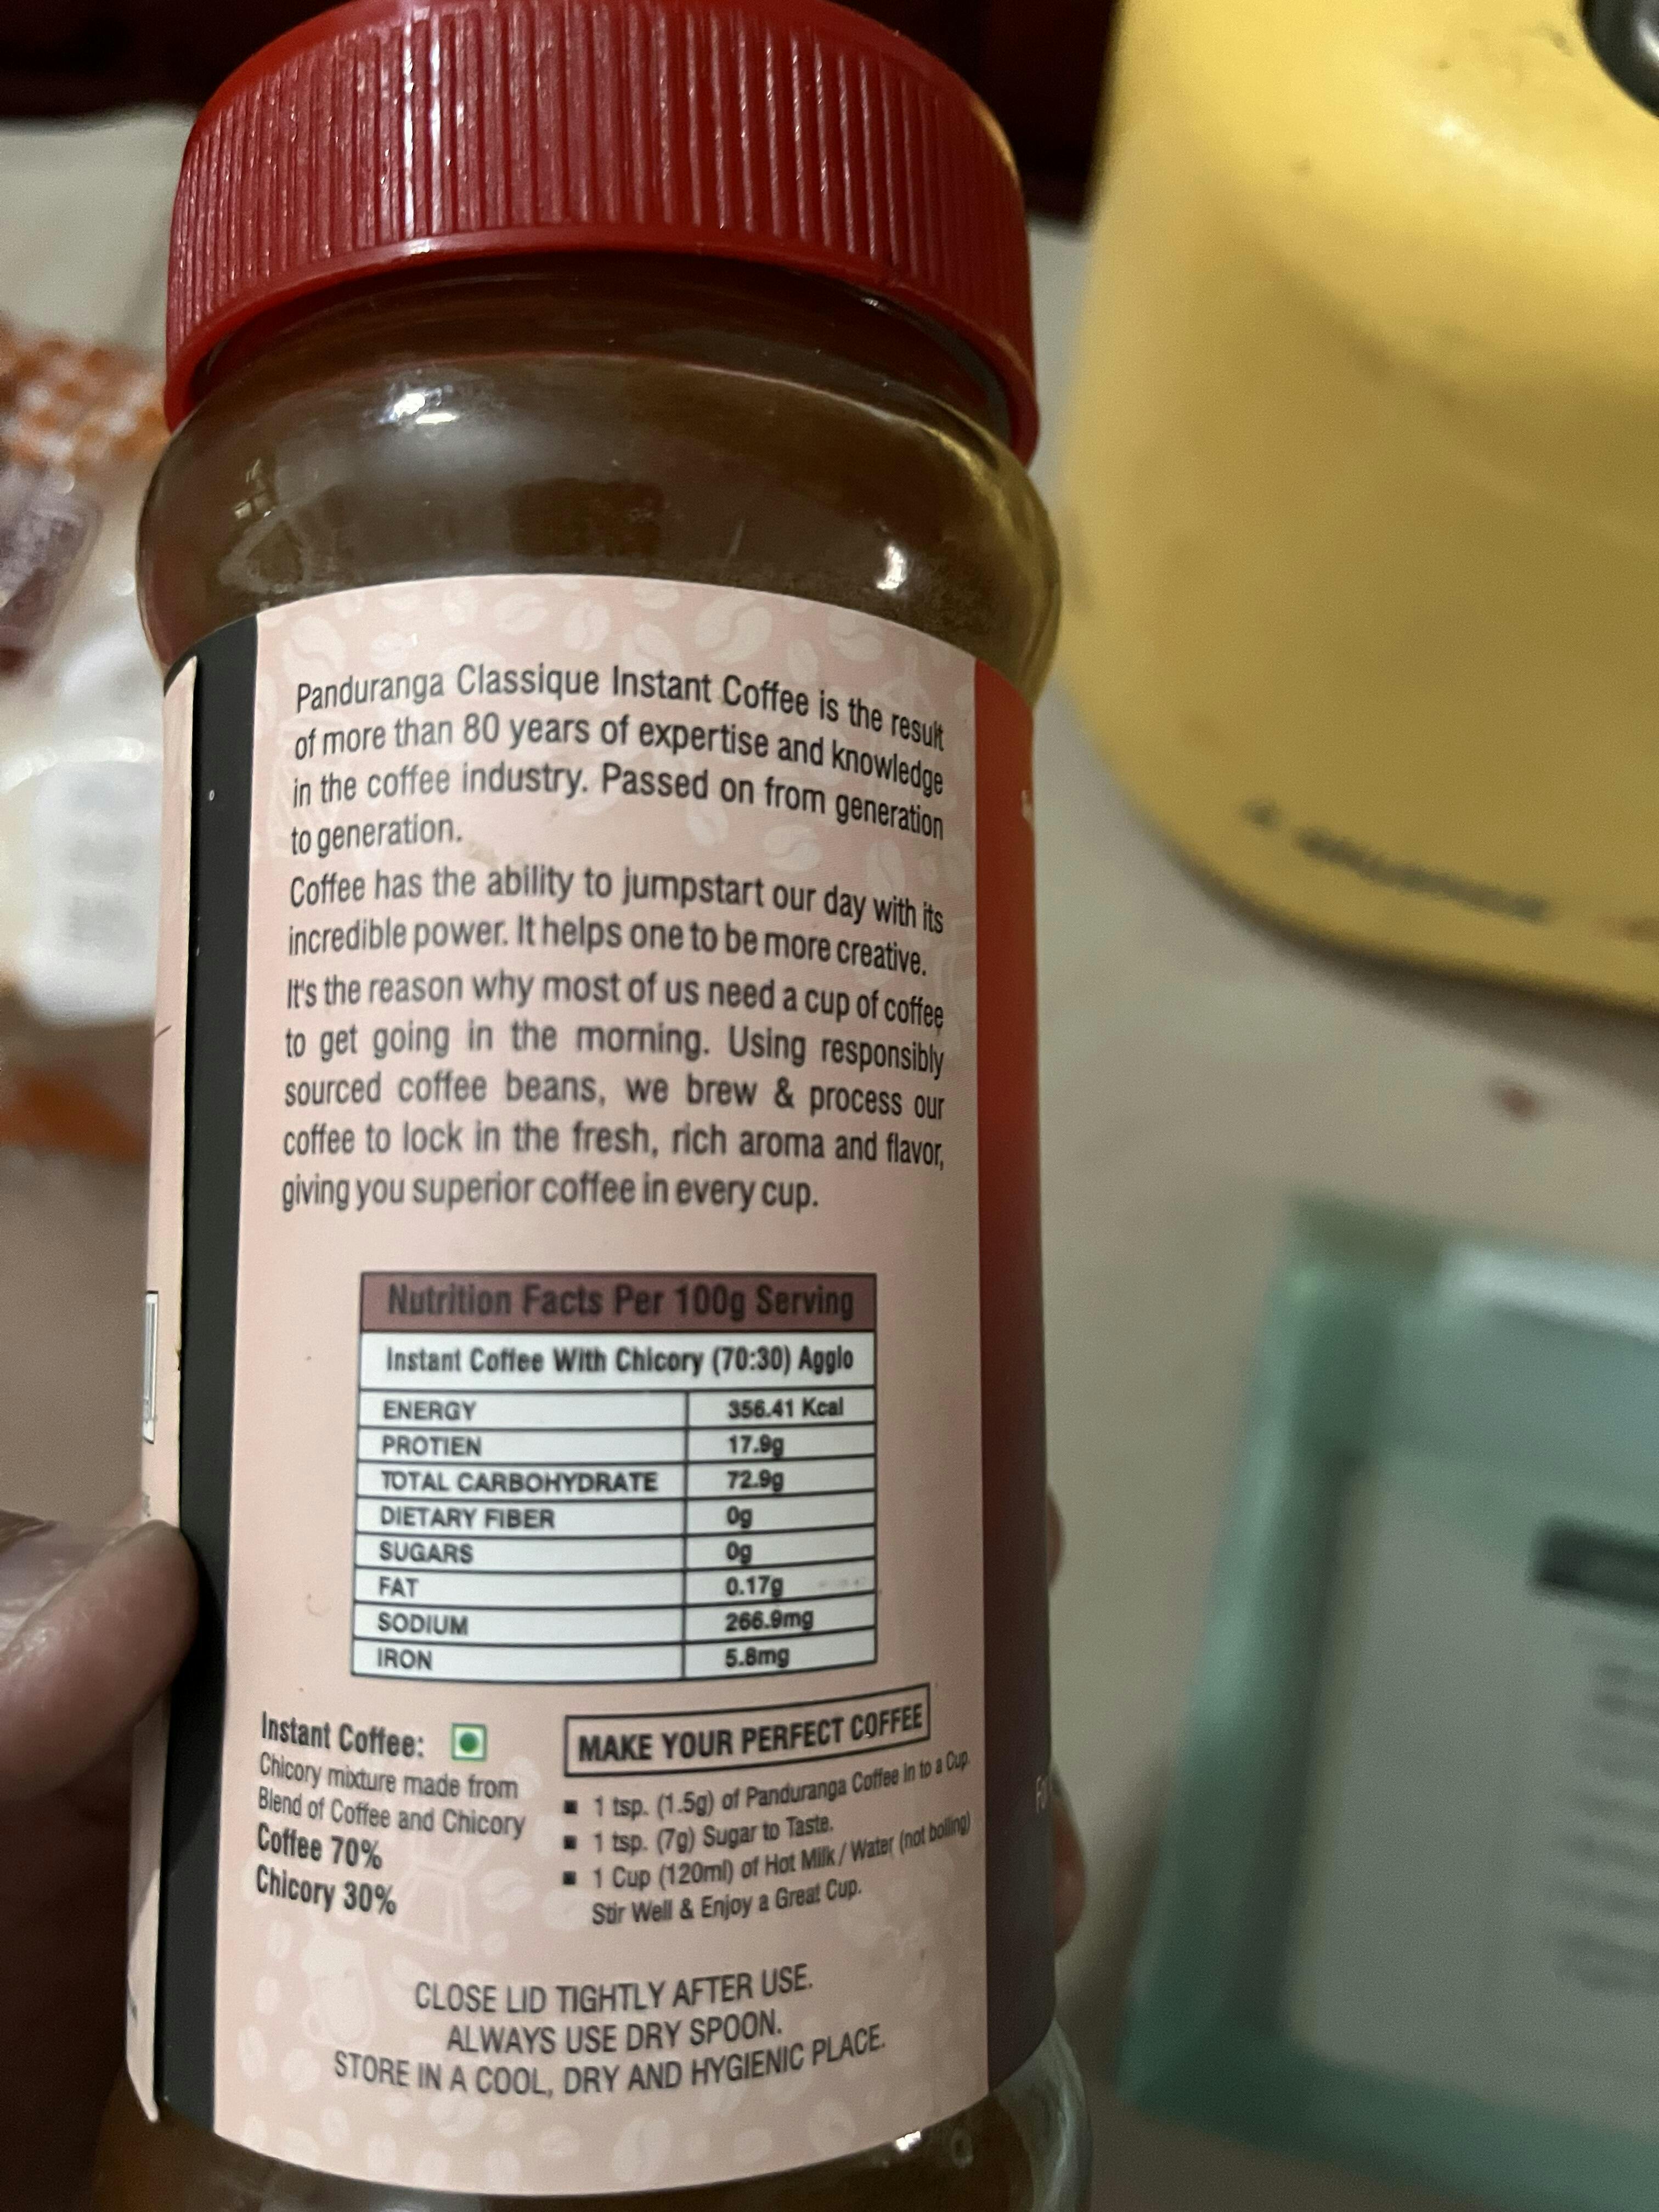 Panduranga Classique Instant Coffee is the result
of more than 80 years of expertise and knowledge
in the coffee industry. Passed on from generation
to generation.
Coffee has the ability to jumpstart our day with its
incredible power. It helps one to be more creative.
It's the reason why most of us need a cup of coffee
to get going in the morning. Using responsibly
sourced coffee beans, we brew & process our
coffee to lock in the fresh, rich aroma and flavor,
giving you superior coffee in every cup.
Nutrition Facts Per 100g Serving
Instant Coffee With Chicory (70:30) Agglo
ENERGY 356.41 Kcal
PROTIEN 17.9g
TOTAL CARBOHYDRATE 72.9g
DIETARY FIBER 0g
SUGARS 0g
FAT 0.17g
SODIUM 266.9mg
IRON 5.8mg
Instant Coffee:
Chicory mixture made from
Blend of Coffee and Chicory
Coffee 70%
Chicory 30%
MAKE YOUR PERFECT COFFEE
■ 1 tsp. (1.5g) of Panduranga Coffee in to a Cup.
■ 1 tsp. (7g) Sugar to Taste.
■ 1 Cup (120ml) of Hot Milk / Water (not boiling)
Stir Well & Enjoy a Great Cup.
CLOSE LID TIGHTLY AFTER USE.
ALWAYS USE DRY SPOON.
STORE IN A COOL, DRY AND HYGIENIC PLACE.